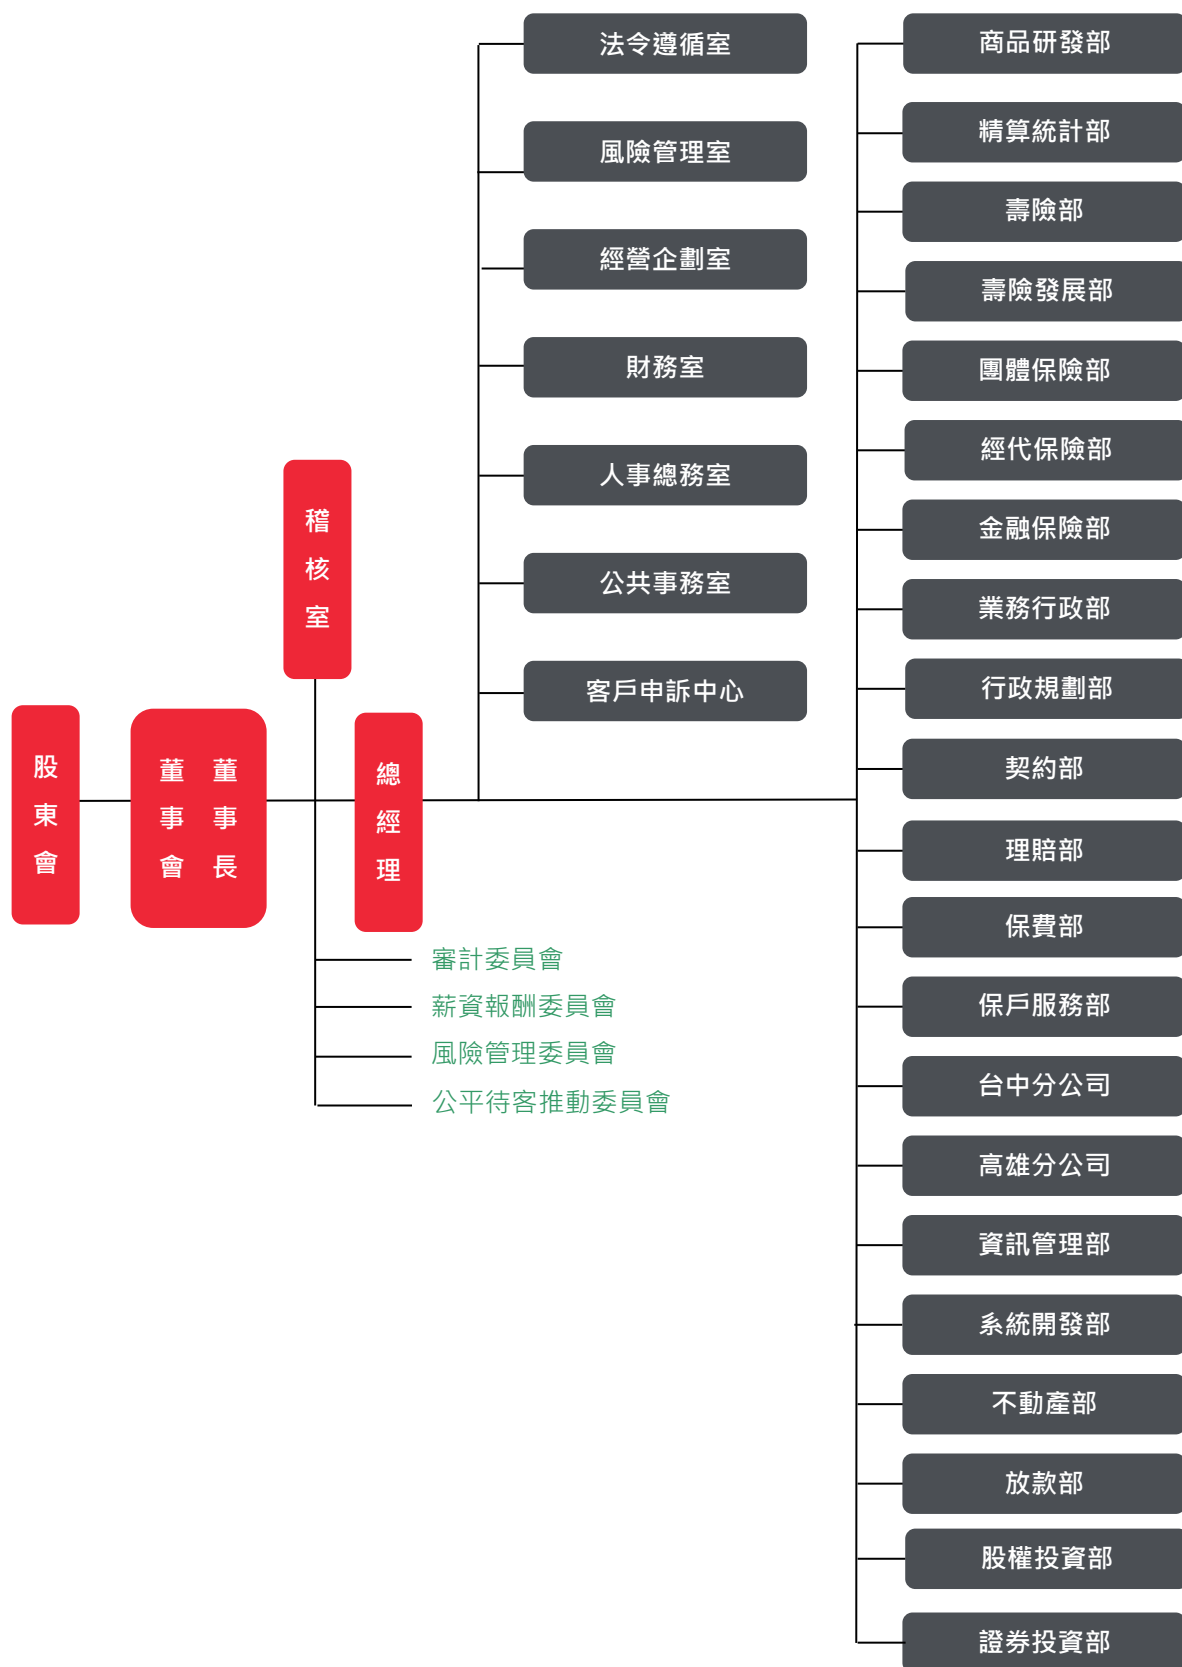 股東會
董事會
董事長
稽核室
總經理
審計委員會
薪資報酬委員會
風險管理委員會
公平待客推動委員會
法令遵循室
風險管理室
經營企劃室
財務室
人事總務室
公共事務室
客戶申訴中心
商品研發部
精算統計部
壽險部
壽險發展部
團體保險部
經代保險部
金融保險部
業務行政部
行政規劃部
契約部
理賠部
保費部
保戶服務部
台中分公司
高雄分公司
資訊管理部
系統開發部
不動產部
放款部
股權投資部
證券投資部